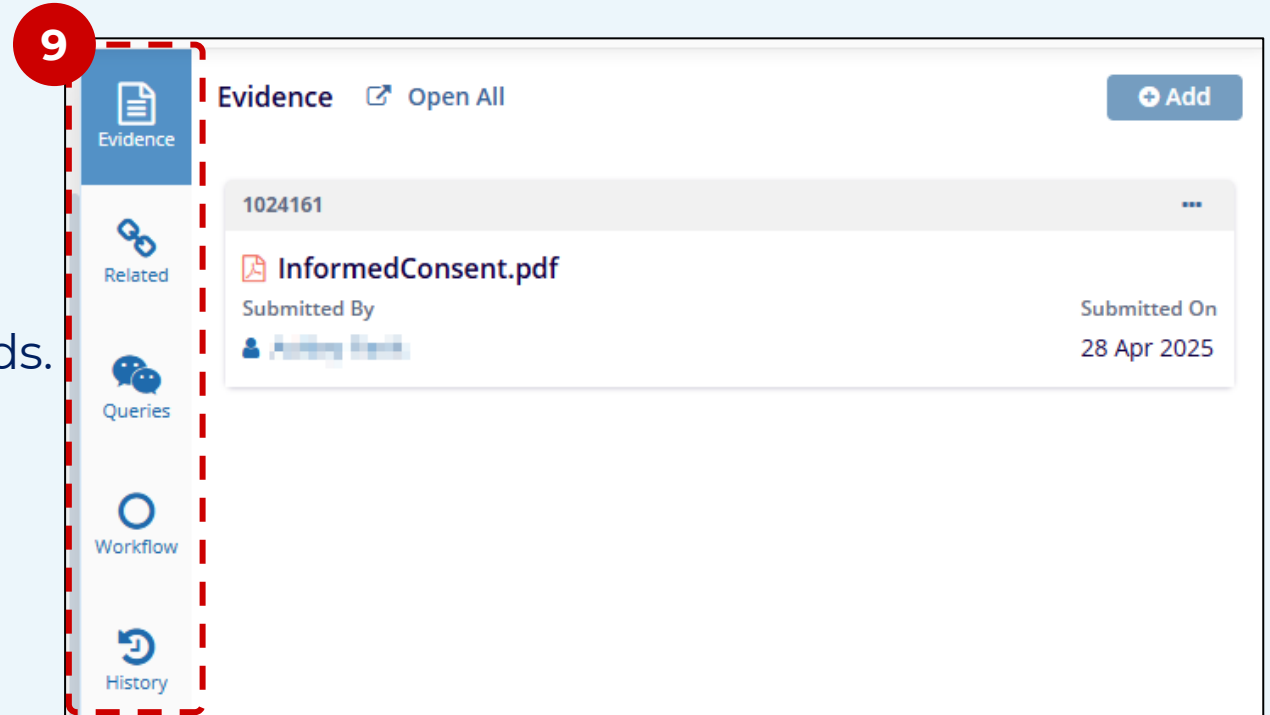 9
Evidence
Related
Queries
Workflow
History
Evidence Open All
Add
1024161
InformedConsent.pdf
Submitted By
Submitted On
28 Apr 2025
ds.